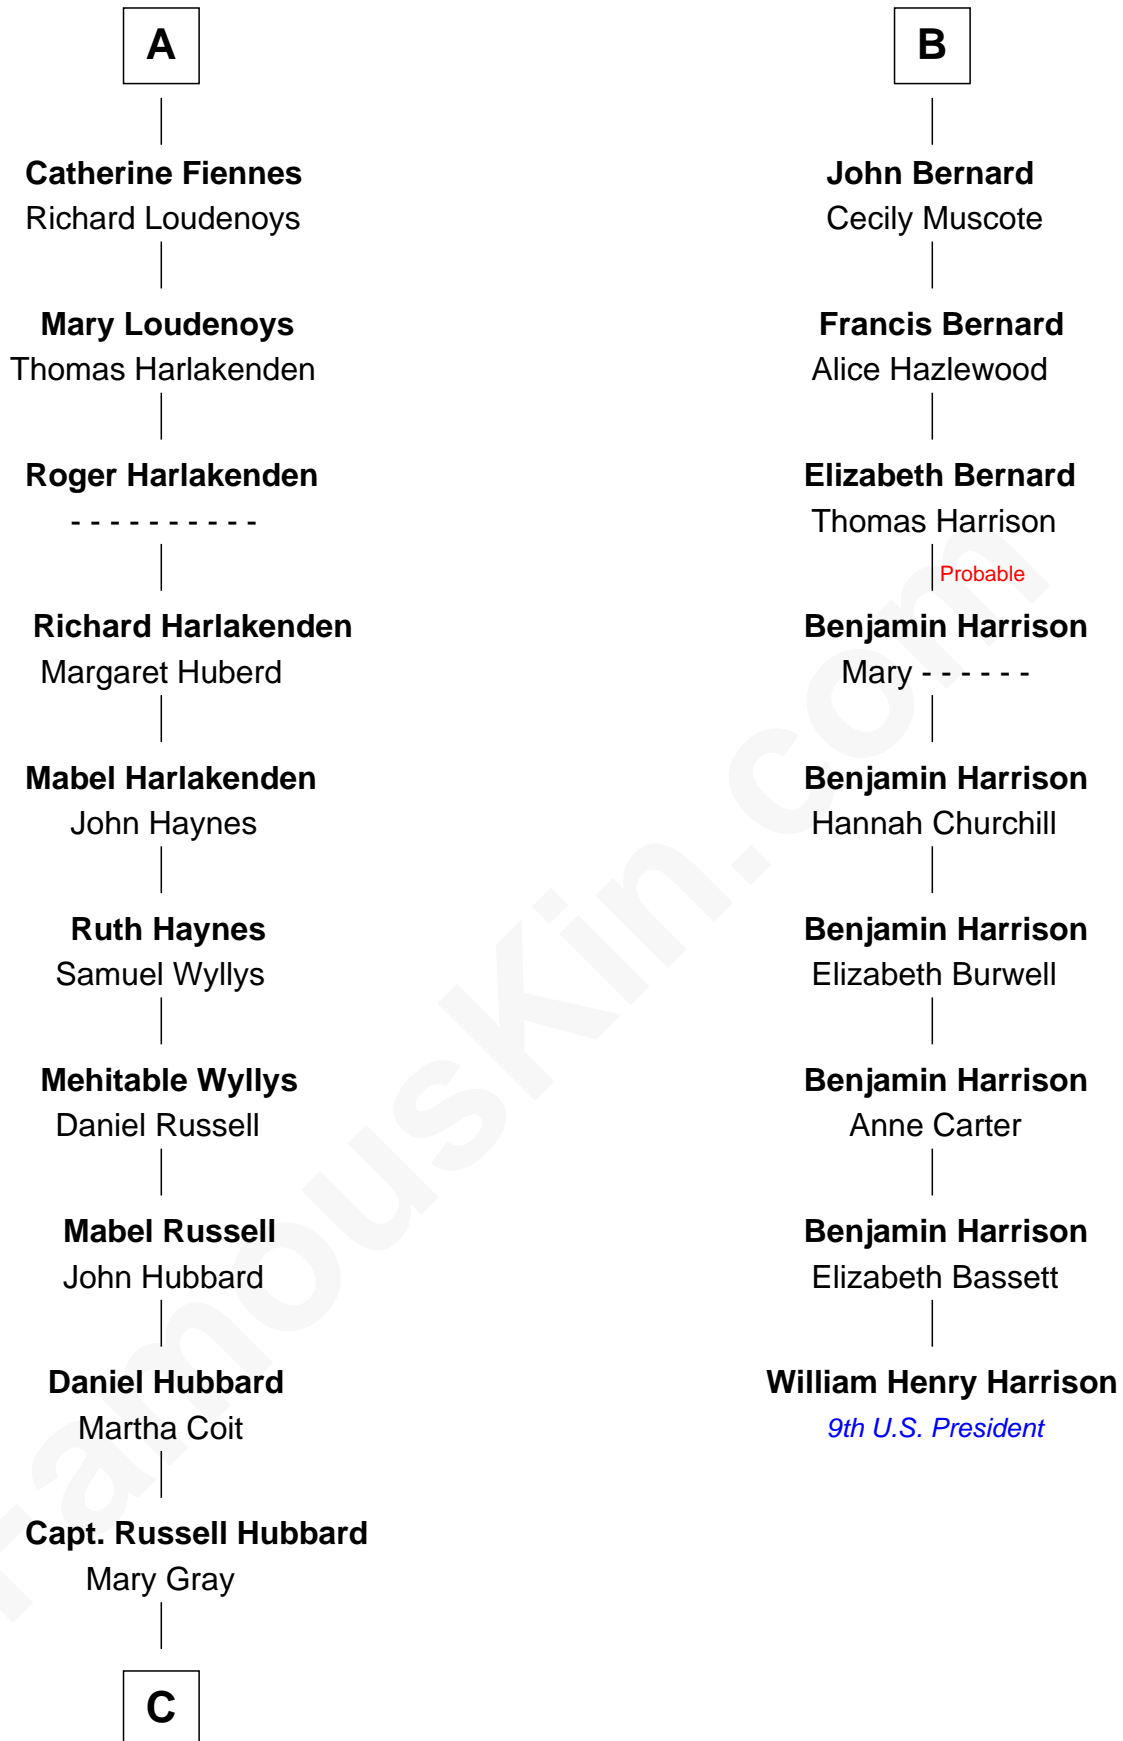 A
Catherine Fiennes
Richard Loudenoys
Mary Loudenoys
Thomas Harlakenden
Roger Harlakenden
- - - - - - - - - -
Richard Harlakenden
Margaret Huberd
Mabel Harlakenden
John Haynes
Ruth Haynes
Samuel Wyllys
Mehitable Wyllys
Daniel Russell
Mabel Russell
John Hubbard
Daniel Hubbard
Martha Coit
Capt. Russell Hubbard
Mary Gray
C
B
John Bernard
Cecily Muscote
Francis Bernard
Alice Hazlewood
Elizabeth Bernard
Thomas Harrison
Probable
Benjamin Harrison
Mary - - - - - -
Benjamin Harrison
Hannah Churchill
Benjamin Harrison
Elizabeth Burwell
Benjamin Harrison
Anne Carter
Benjamin Harrison
Elizabeth Bassett
William Henry Harrison
9th U.S. President
FamousKin.com